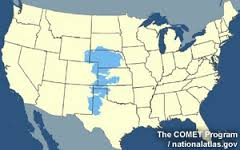 The COMET Program
/ nationalatlas.gov